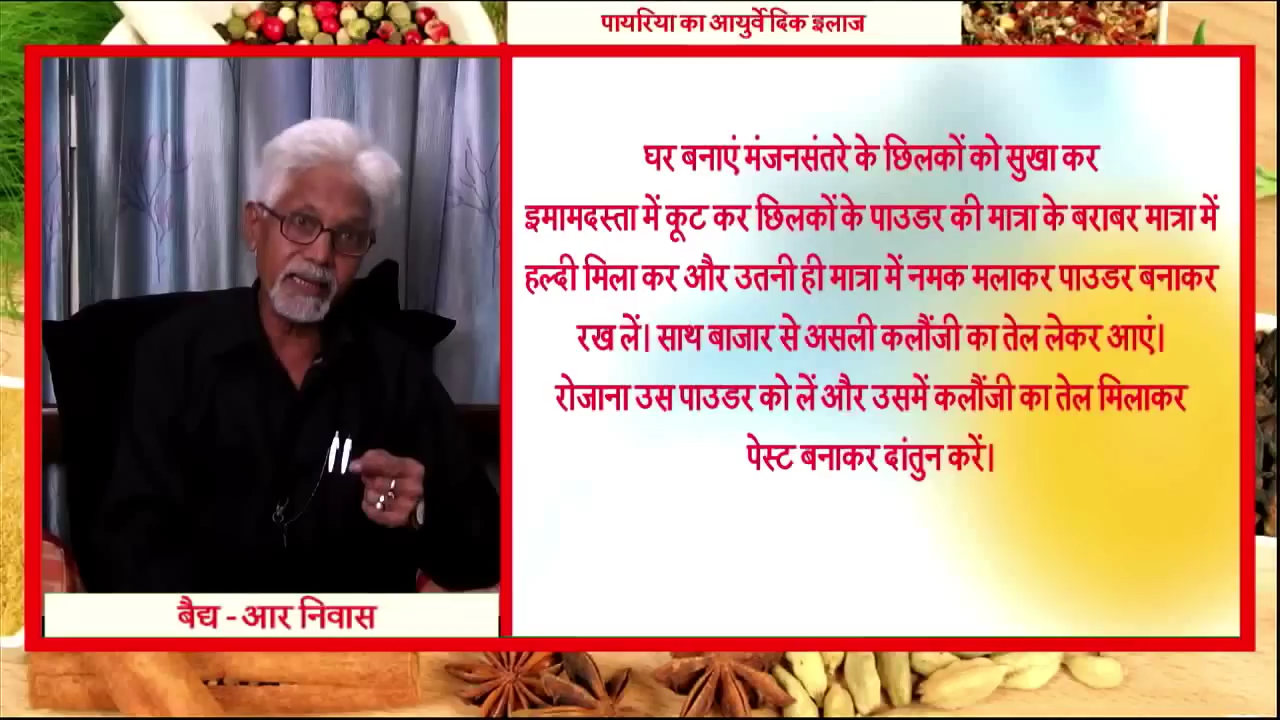 पायरिया का आयुर्वे दिक इलाज
घर बनाएं मंजनसंतरे के छिलकों को सुखा कर
इमामदस्ता में कूट कर छिलकों के पाउडर की मात्रा के बराबर मात्रा में
हल्दी मिला कर और उतनी ही मात्रा में नमक मलाकर पाउडर बनाकर
रख लें। साथ बाजार से असली कलौंजी का तेल लेकर आएं।
रोजाना उस पाउडर को लें और उसमें कलौंजी का तेल मिलाकर
पेस्ट बनाकर दांतुन करें।
बैद्य - आर निवास